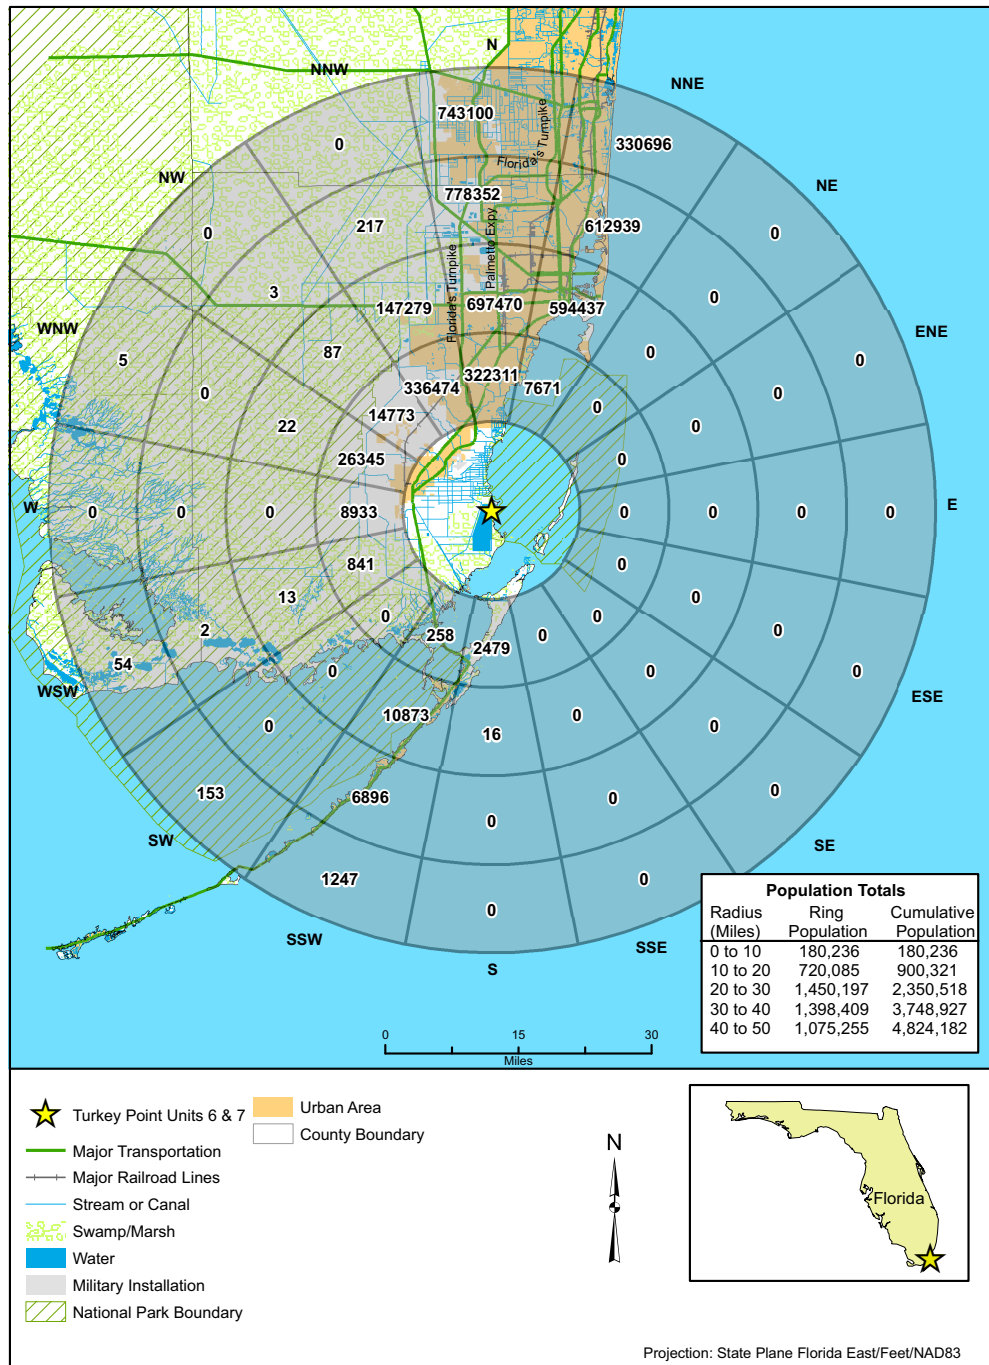 N
NNW
NNE
743100
0
330696
Florida's Turnpike
NW
778352
NE
217
612939
0
0
Palmetto Expy
Florida's Turnpike
3
0
147279
697470
594437
WNW
ENE
87
0
5
0
322311
336474
7671
0
14773
0
22
0
26345
0
W
0
0
0
8933
0
0
0
0
E
841
0
13
0
0
0
2
258
2479
0
0
54
0
0
WSW
ESE
10873
0
0
0
16
153
6896
0
0
0
SW
SE
1247
0
0
SSW
SSE
S
Population Totals
Radius Ring Cumulative
(Miles) Population Population
0 to 10 180,236 180,236
10 to 20 720,085 900,321
20 to 30 1,450,197 2,350,518
30 to 40 1,398,409 3,748,927
40 to 50 1,075,255 4,824,182
0 15 30
Miles
Turkey Point Units 6 & 7
Major Transportation
Major Railroad Lines
Stream or Canal
Swamp/Marsh
Water
Military Installation
National Park Boundary
Urban Area
County Boundary
N
Florida
Projection: State Plane Florida East/Feet/NAD83